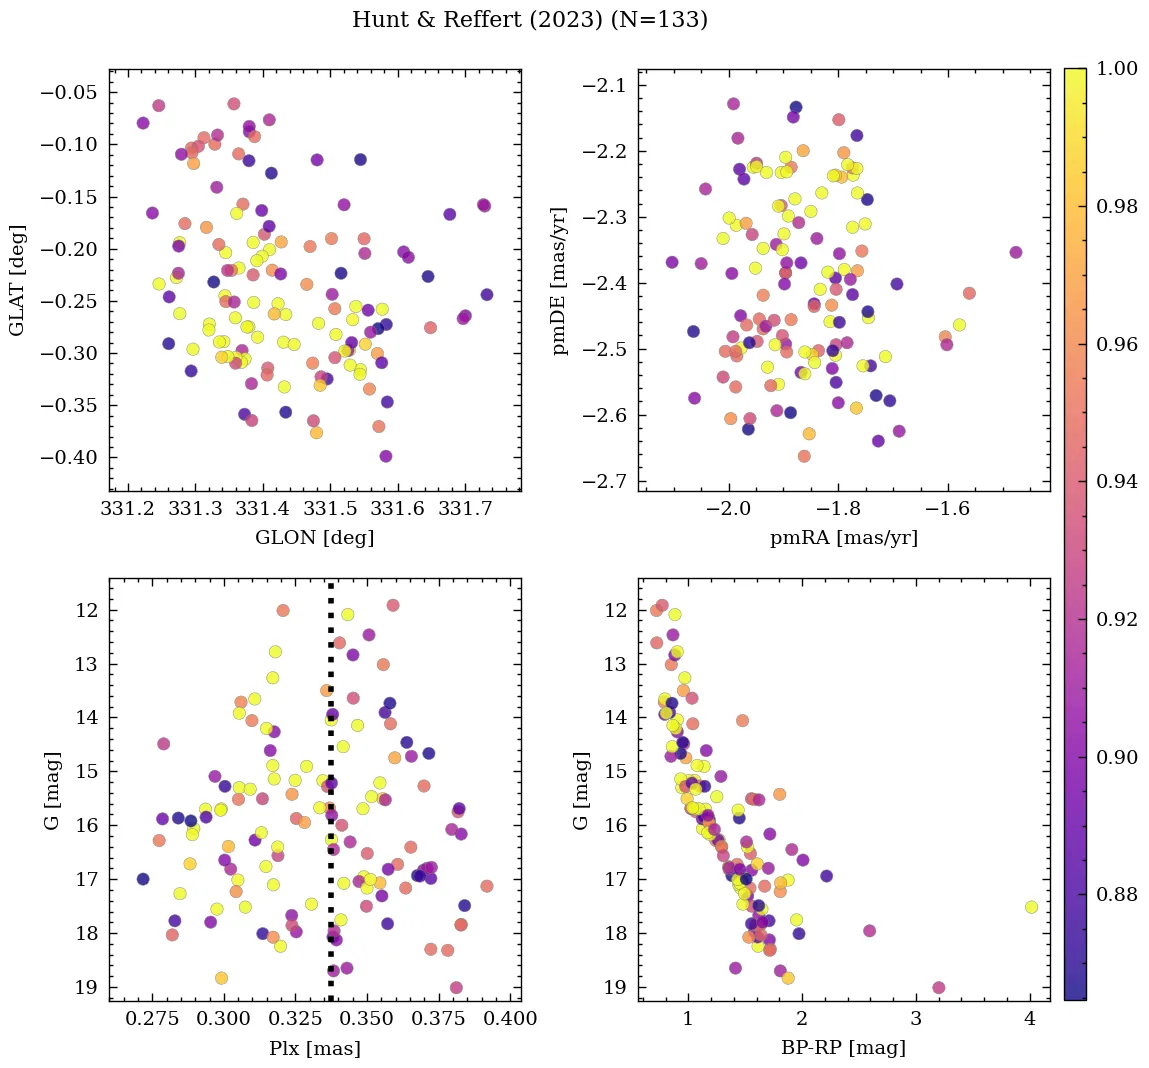 Hunt & Reffert (2023) (N=133)
−0.05
−0.10
−0.15
−0.20
−0.25
−0.30
−0.35
−0.40
GLAT [deg]
331.2 331.3 331.4 331.5 331.6 331.7
GLON [deg]
−2.1
−2.2
−2.3
−2.4
−2.5
−2.6
−2.7
pmDE [mas/yr]
−2.0 −1.8 −1.6
pmRA [mas/yr]
12
13
14
15
16
17
18
19
G [mag]
0.275 0.300 0.325 0.350 0.375 0.400
Plx [mas]
12
13
14
15
16
17
18
19
G [mag]
1 2 3 4
BP-RP [mag]
1.00
0.98
0.96
0.94
0.92
0.90
0.88